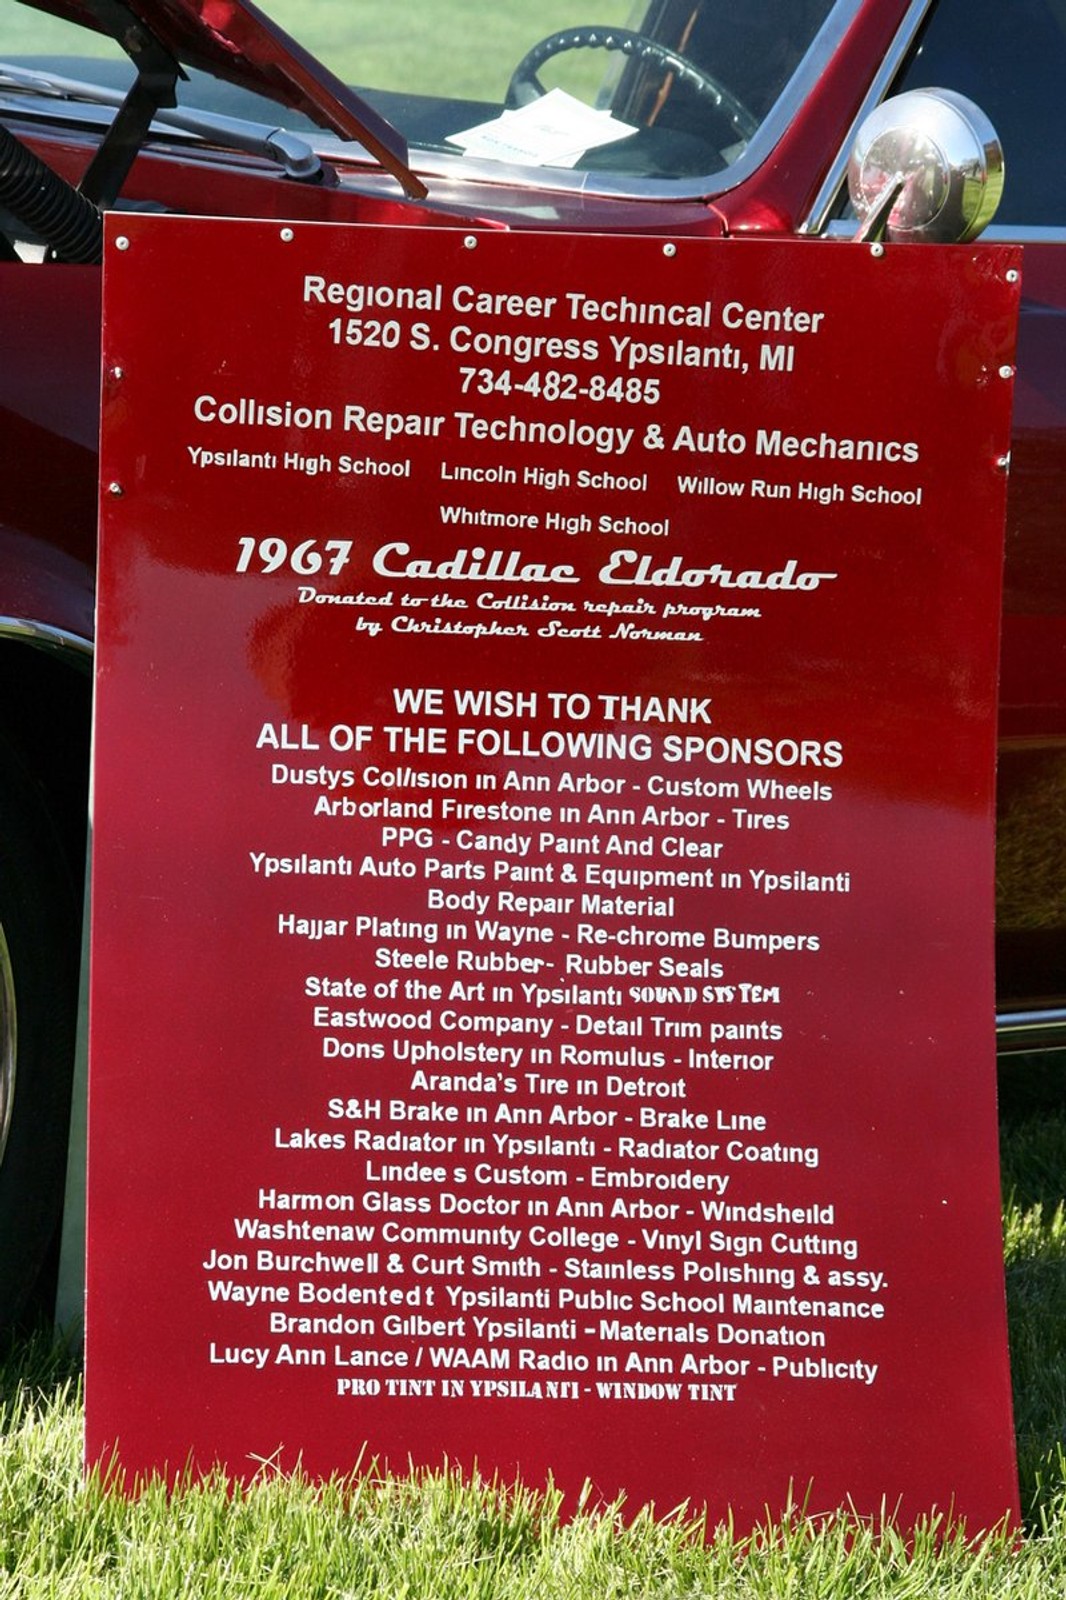 Regional Career Techincal Center
1520 S. Congress Ypsilanti, MI
734-482-8485
Collision Repair Technology & Auto Mechanics
Ypsilanti High School Lincoln High School Willow Run High School
Whitmore High School
1967 Cadillac Eldorado
Donated to the Collision repair program
by Christopher Scott Norman
WE WISH TO THANK
ALL OF THE FOLLOWING SPONSORS
Dustys Collision in Ann Arbor - Custom Wheels
Arborland Firestone in Ann Arbor - Tires
PPG - Candy Paint And Clear
Ypsilanti Auto Parts Paint & Equipment in Ypsilanti
Body Repair Material
Hajjar Plating in Wayne - Re-chrome Bumpers
Steele Rubber- Rubber Seals
State of the Art in Ypsilanti SOUND SYSTEM
Eastwood Company - Detail Trim paints
Dons Upholstery in Romulus - Interior
Aranda's Tire in Detroit
S&H Brake in Ann Arbor - Brake Line
Lakes Radiator in Ypsilanti - Radiator Coating
Lindee s Custom - Embroidery
Harmon Glass Doctor in Ann Arbor - Windsheild
Washtenaw Community College - Vinyl Sign Cutting
Jon Burchwell & Curt Smith - Stainless Polishing & assy.
Wayne Bodentedt Ypsilanti Public School Maintenance
Brandon Gilbert Ypsilanti - Materials Donation
Lucy Ann Lance / WAAM Radio in Ann Arbor - Publicity
PRO TINT IN YPSILANTI - WINDOW TINT